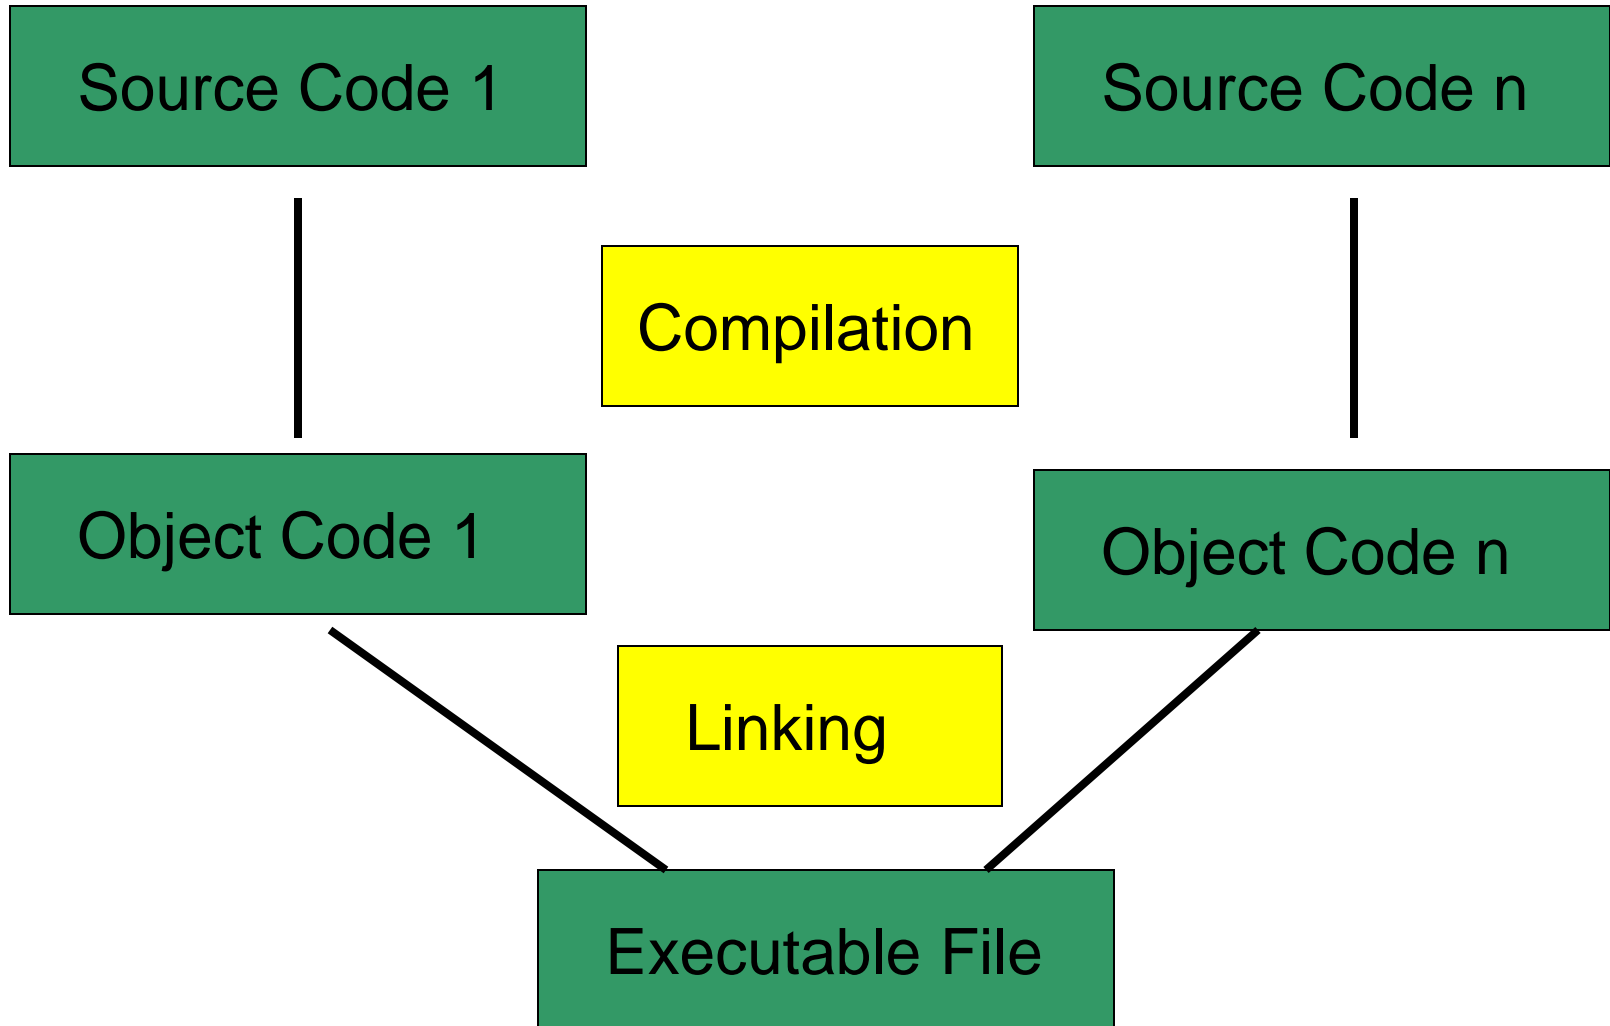 Source Code 1
Source Code n
Compilation
Object Code 1
Object Code n
Linking
Executable File